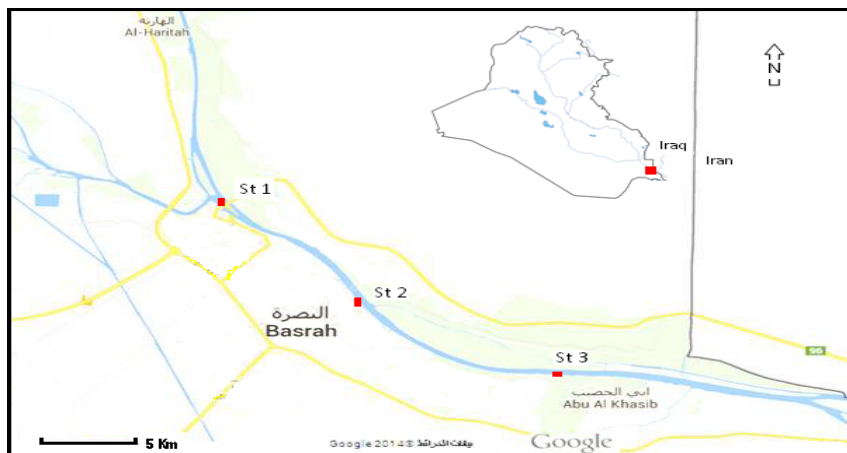 الهارثة
Al-Haritah
N
Iraq
Iran
St 1
St 2
البصرة
Basrah
St 3
96
ابي الخصيب
Abu Al Khasib
5 Km
Google 2014©
Google